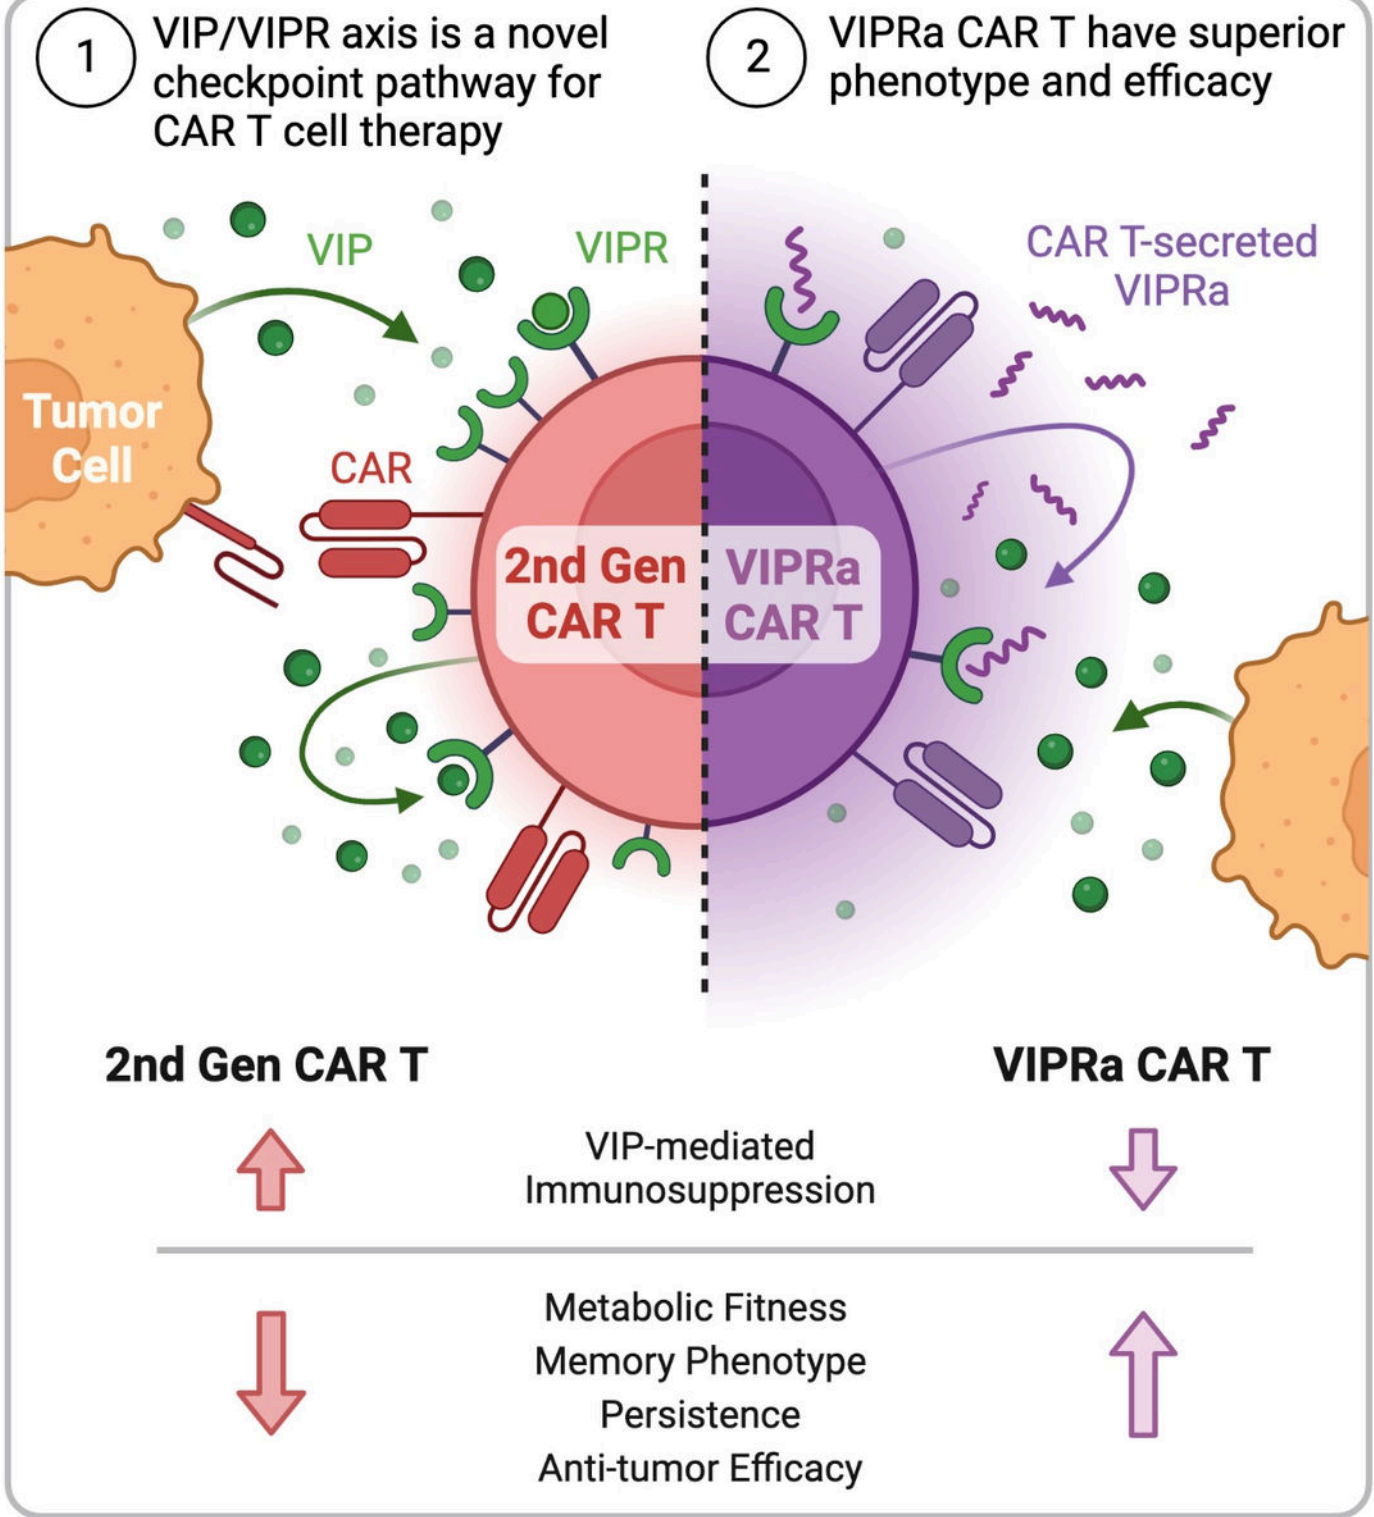 1
VIP/VIPR axis is a novel
checkpoint pathway for
CAR T cell therapy
2
VIPRa CAR T have superior
phenotype and efficacy
VIP
VIPR
CAR T-secreted
VIPRa
Tumor
Cell
CAR
2nd Gen
CAR T
VIPRa
CAR T
2nd Gen CAR T
VIPRa CAR T
VIP-mediated
Immunosuppression
Metabolic Fitness
Memory Phenotype
Persistence
Anti-tumor Efficacy